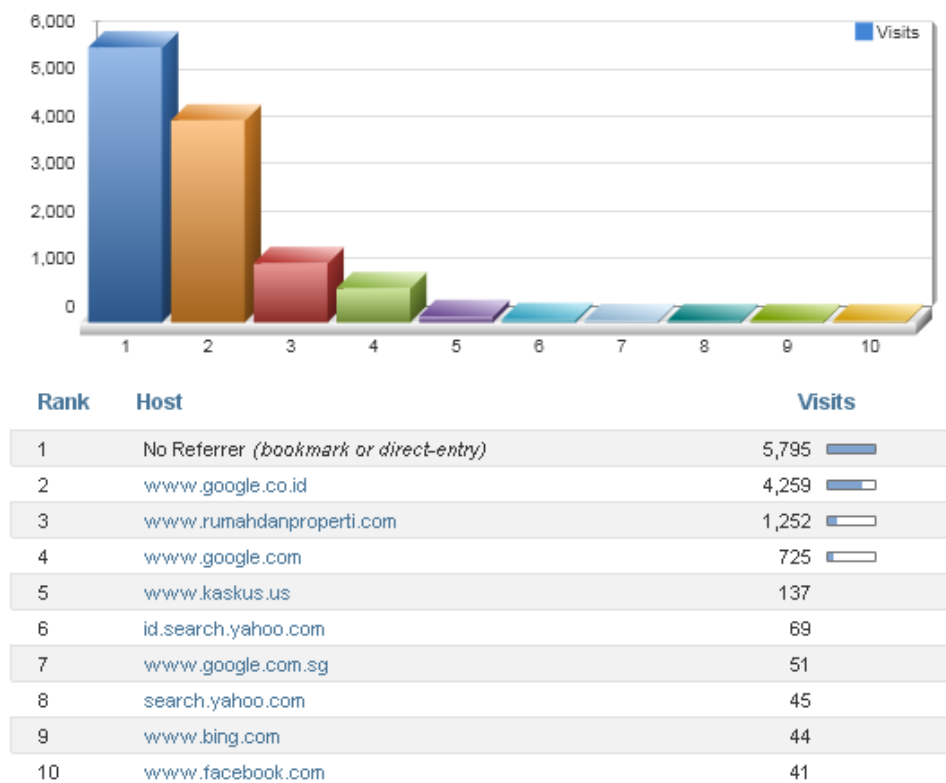 6,000
Visits
5,000
4,000
3,000
2,000
1,000
0
1 2 3 4 5 6 7 8 9 10
Rank Host Visits
1 No Referrer (bookmark or direct-entry) 5,795
2 www.google.co.id 4,259
3 www.rumahdanproperti.com 1,252
4 www.google.com 725
5 www.kaskus.us 137
6 id.search.yahoo.com 69
7 www.google.com.sg 51
8 search.yahoo.com 45
9 www.bing.com 44
10 www.facebook.com 41